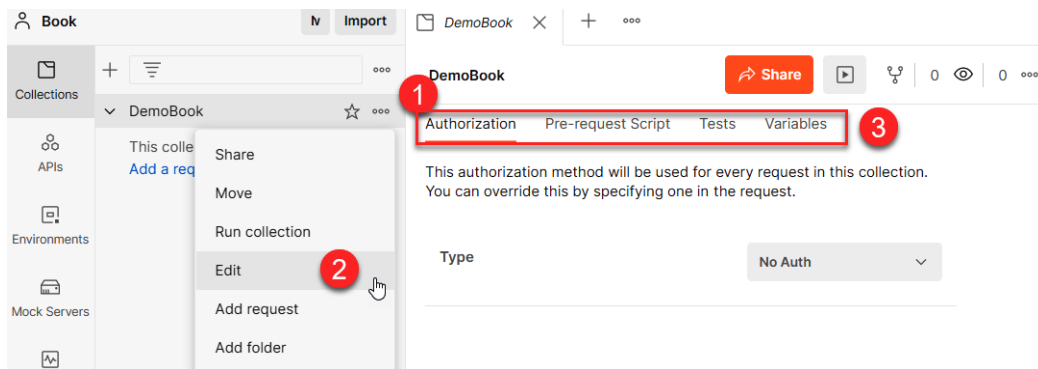 Book
Import
DemoBook
Collections
DemoBook
Share
0
0
1
DemoBook
Authorization Pre-request Script Tests Variables
3
APIs
This colle
Add a req
Share
This authorization method will be used for every request in this collection.
You can override this by specifying one in the request.
Move
Environments
Run collection
Edit
2
Type
No Auth
Mock Servers
Add request
Add folder